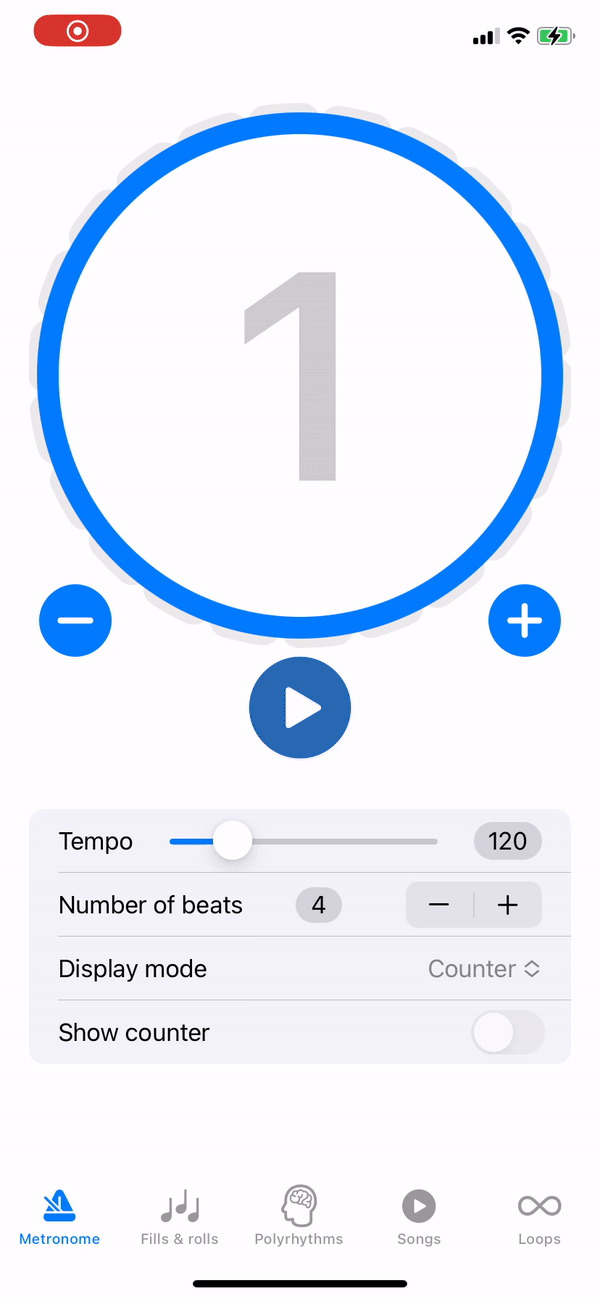 1
Tempo 120
Number of beats 4
Display mode Counter
Show counter
Metronome Fills & rolls Polyrhythms Songs Loops